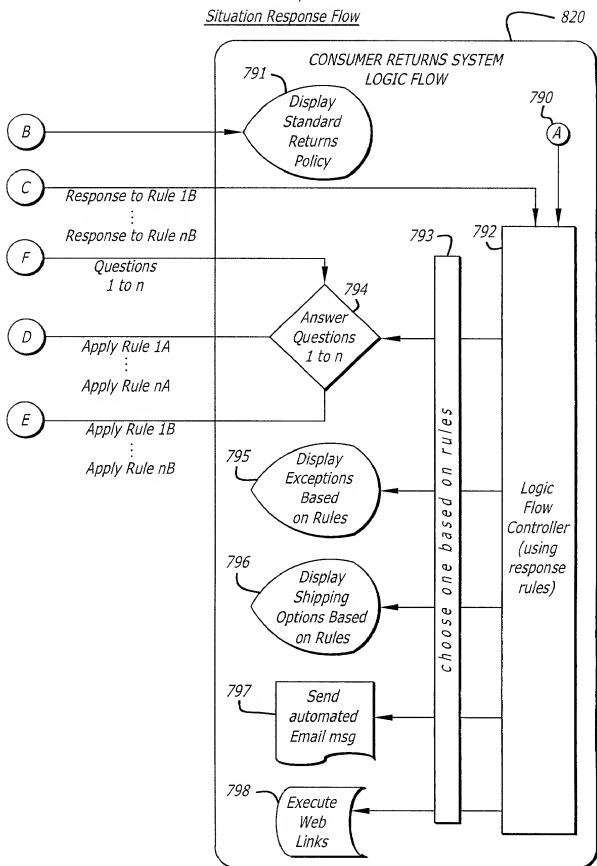 Situation Response Flow
820
CONSUMER RETURNS SYSTEM
LOGIC FLOW
791
Display
Standard
Returns
Policy
790
A
B
C
Response to Rule 1B
⋮
Response to Rule nB
F
Questions
1 to n
D
Apply Rule 1A
⋮
Apply Rule nA
E
Apply Rule 1B
⋮
Apply Rule nB
792
793
794
Answer
Questions
1 to n
choose one based on rules
Logic
Flow
Controller
(using
response
rules)
795
Display
Exceptions
Based
on Rules
796
Display
Shipping
Options Based
on Rules
797
Send
automated
Email msg
798
Execute
Web
Links